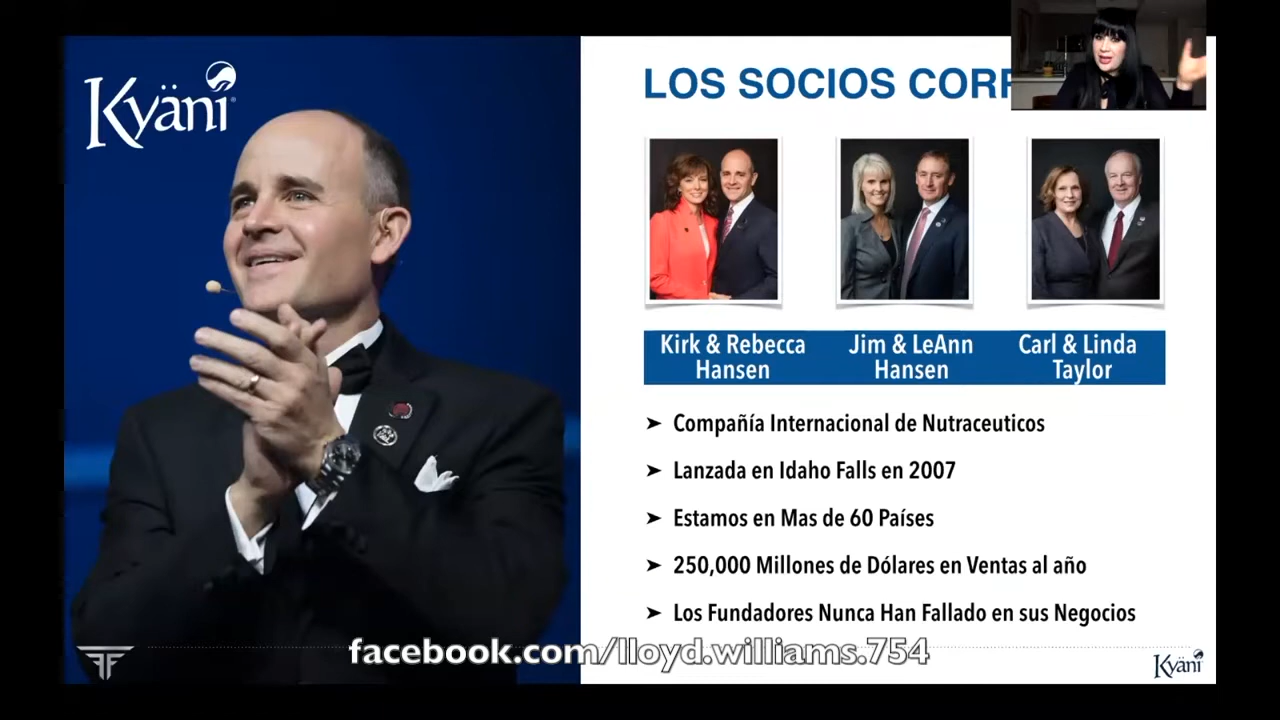 Kyäni
LOS SOCIOS
Kirk & Rebecca
Hansen
Jim & LeAnn
Hansen
Carl & Linda
Taylor
➤ Compañía Internacional de Nutraceuticos
➤ Lanzada en Idaho Falls en 2007
➤ Estamos en Mas de 60 Países
➤ 250,000 Millones de Dólares en Ventas al año
➤ Los Fundadores Nunca Han Fallado en sus Negocios
facebook.com/lloyd.williams.754
Kyäni